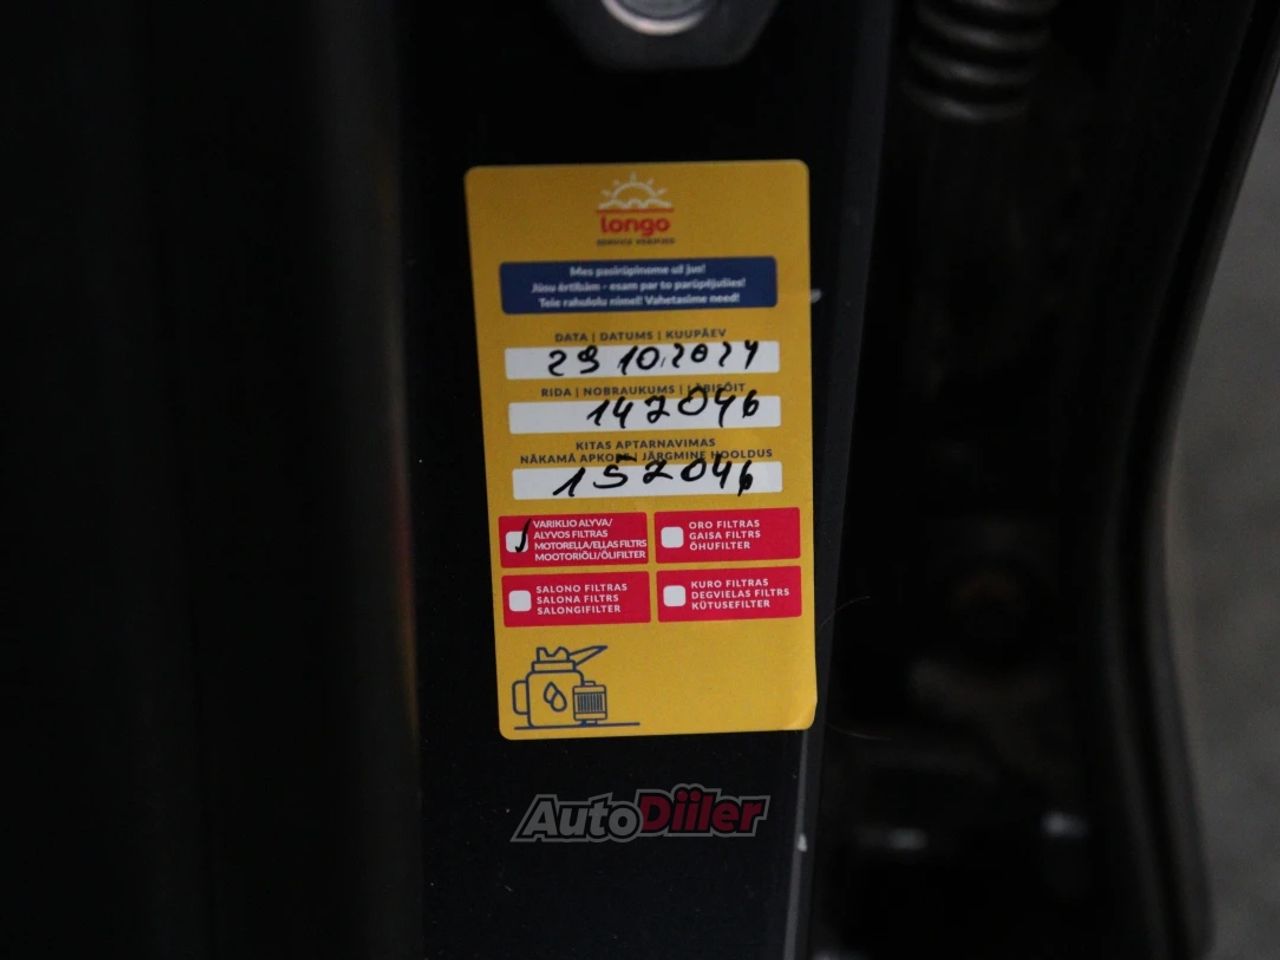 longo
Mes pasirūpinome už jus!
Jūsu ērtībām - esam par to parūpējušies!
Teie rahulolu nimel! Vahetasime need!
DATA | DATUMS | KUUPÄEV
29 10.2024
RIDA | NOBRAUKUMS | LÄBISÕIT
142046
KITAS APTARNAVIMAS
NĀKAMĀ APKOPE | JÄRGMINE HOOLDUS
152046
VARIKLIO ALYVA/
ALYVOS FILTRAS
MOTORELLA/ELLAS FILTRS
MOOTORIÕLI/ÕLIFILTER
ORO FILTRAS
GAISA FILTRS
ÕHUFILTER
SALONO FILTRAS
SALONA FILTRS
SALONGIFILTER
KURO FILTRAS
DEGVIELAS FILTRS
KÜTUSEFILTER
AutoDiiler